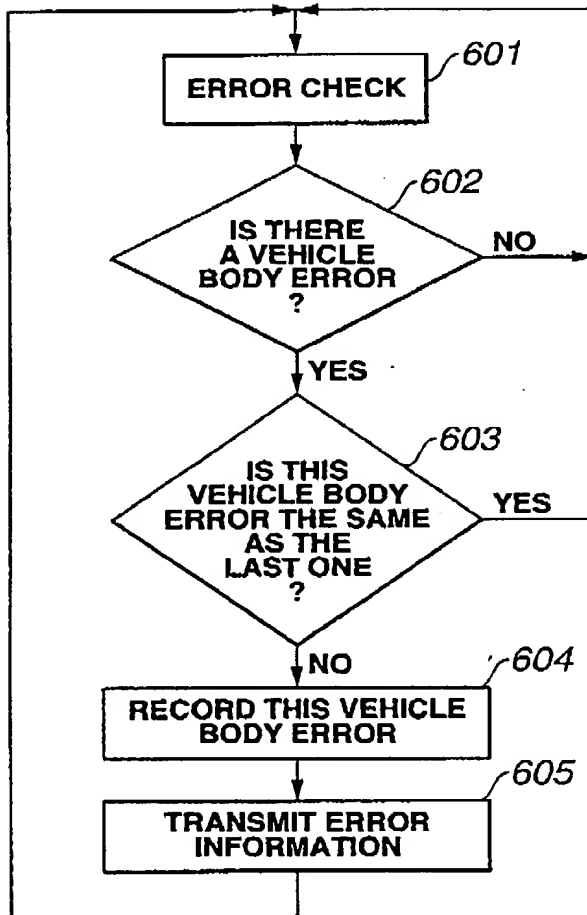 601
ERROR CHECK
602
IS THERE
A VEHICLE
BODY ERROR
?
NO
YES
603
IS THIS
VEHICLE BODY
ERROR THE SAME
AS THE
LAST ONE
?
YES
NO
604
RECORD THIS VEHICLE
BODY ERROR
605
TRANSMIT ERROR
INFORMATION